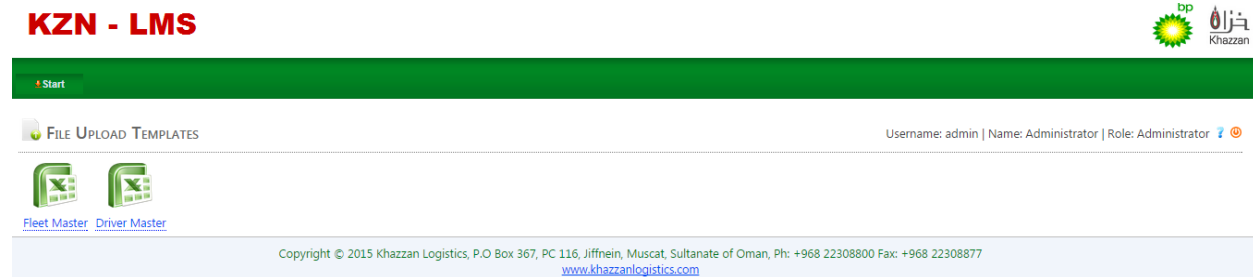 KZN - LMS
bp
خزان
Khazzan
Start
FILE UPLOAD TEMPLATES
Username: admin | Name: Administrator | Role: Administrator ?
Fleet Master Driver Master
Copyright © 2015 Khazzan Logistics, P.O Box 367, PC 116, Jiffnein, Muscat, Sultanate of Oman, Ph: +968 22308800 Fax: +968 22308877
www.khazzanlogistics.com